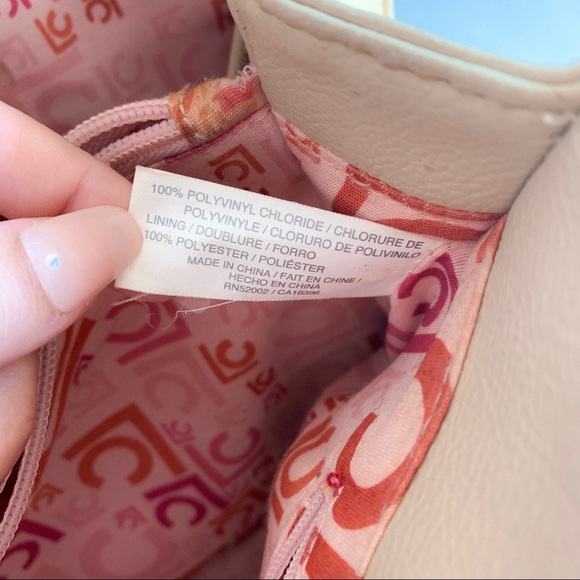 100% POLYVINYL CHLORIDE / CHLORURE DE
POLYVINYLE / CLORURO DE POLIVINILO
LINING / DOUBLURE / FORRO
100% POLYESTER / POLIÉSTER
MADE IN CHINA / FAIT EN CHINE /
HECHO EN CHINA
RN52002 / CA16396